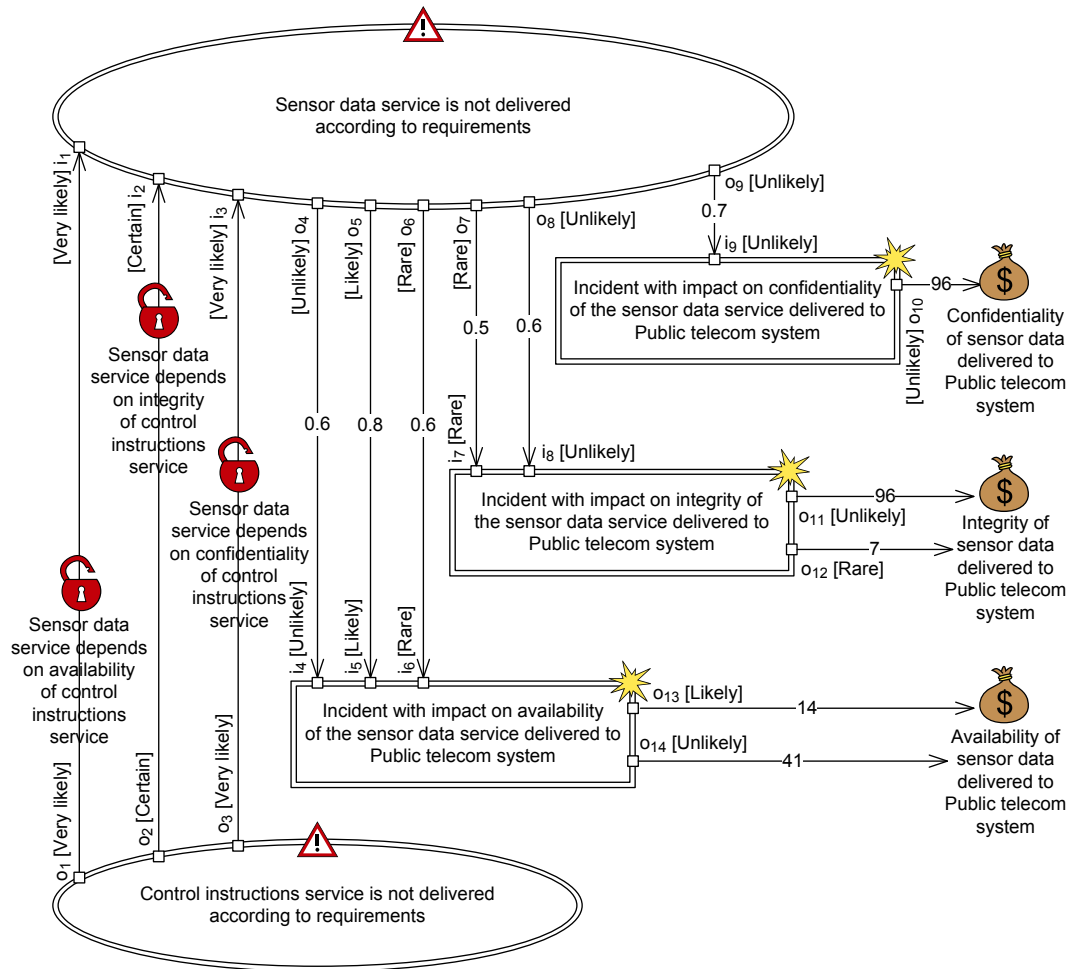 Sensor data service is not delivered
according to requirements
[Very likely] i1
[Certain] i2
[Very likely] i3
[Unlikely] o4
[Likely] o5
[Rare] o6
[Rare] o7
o8 [Unlikely]
o9 [Unlikely]
0.7
i9 [Unlikely]
Incident with impact on confidentiality
of the sensor data service delivered to
Public telecom system
[Unlikely] o10
96
$
Confidentiality
of sensor data
delivered to
Public telecom
system
Sensor data
service depends
on integrity
of control
instructions
service
0.5
0.6
0.6
0.8
0.6
i7 [Rare]
i8 [Unlikely]
Incident with impact on integrity of
the sensor data service delivered to
Public telecom system
96
o11 [Unlikely]
7
o12 [Rare]
$
Integrity of
sensor data
delivered to
Public telecom
system
Sensor data
service depends
on confidentiality
of control
instructions
service
Sensor data
service depends
on availability
of control
instructions
service
i4 [Unlikely]
i5 [Likely]
i6 [Rare]
Incident with impact on availability
of the sensor data service delivered to
Public telecom system
o13 [Likely]
14
o14 [Unlikely]
41
$
Availability of
sensor data
delivered to
Public telecom
system
o1 [Very likely]
o2 [Certain]
o3 [Very likely]
Control instructions service is not delivered
according to requirements